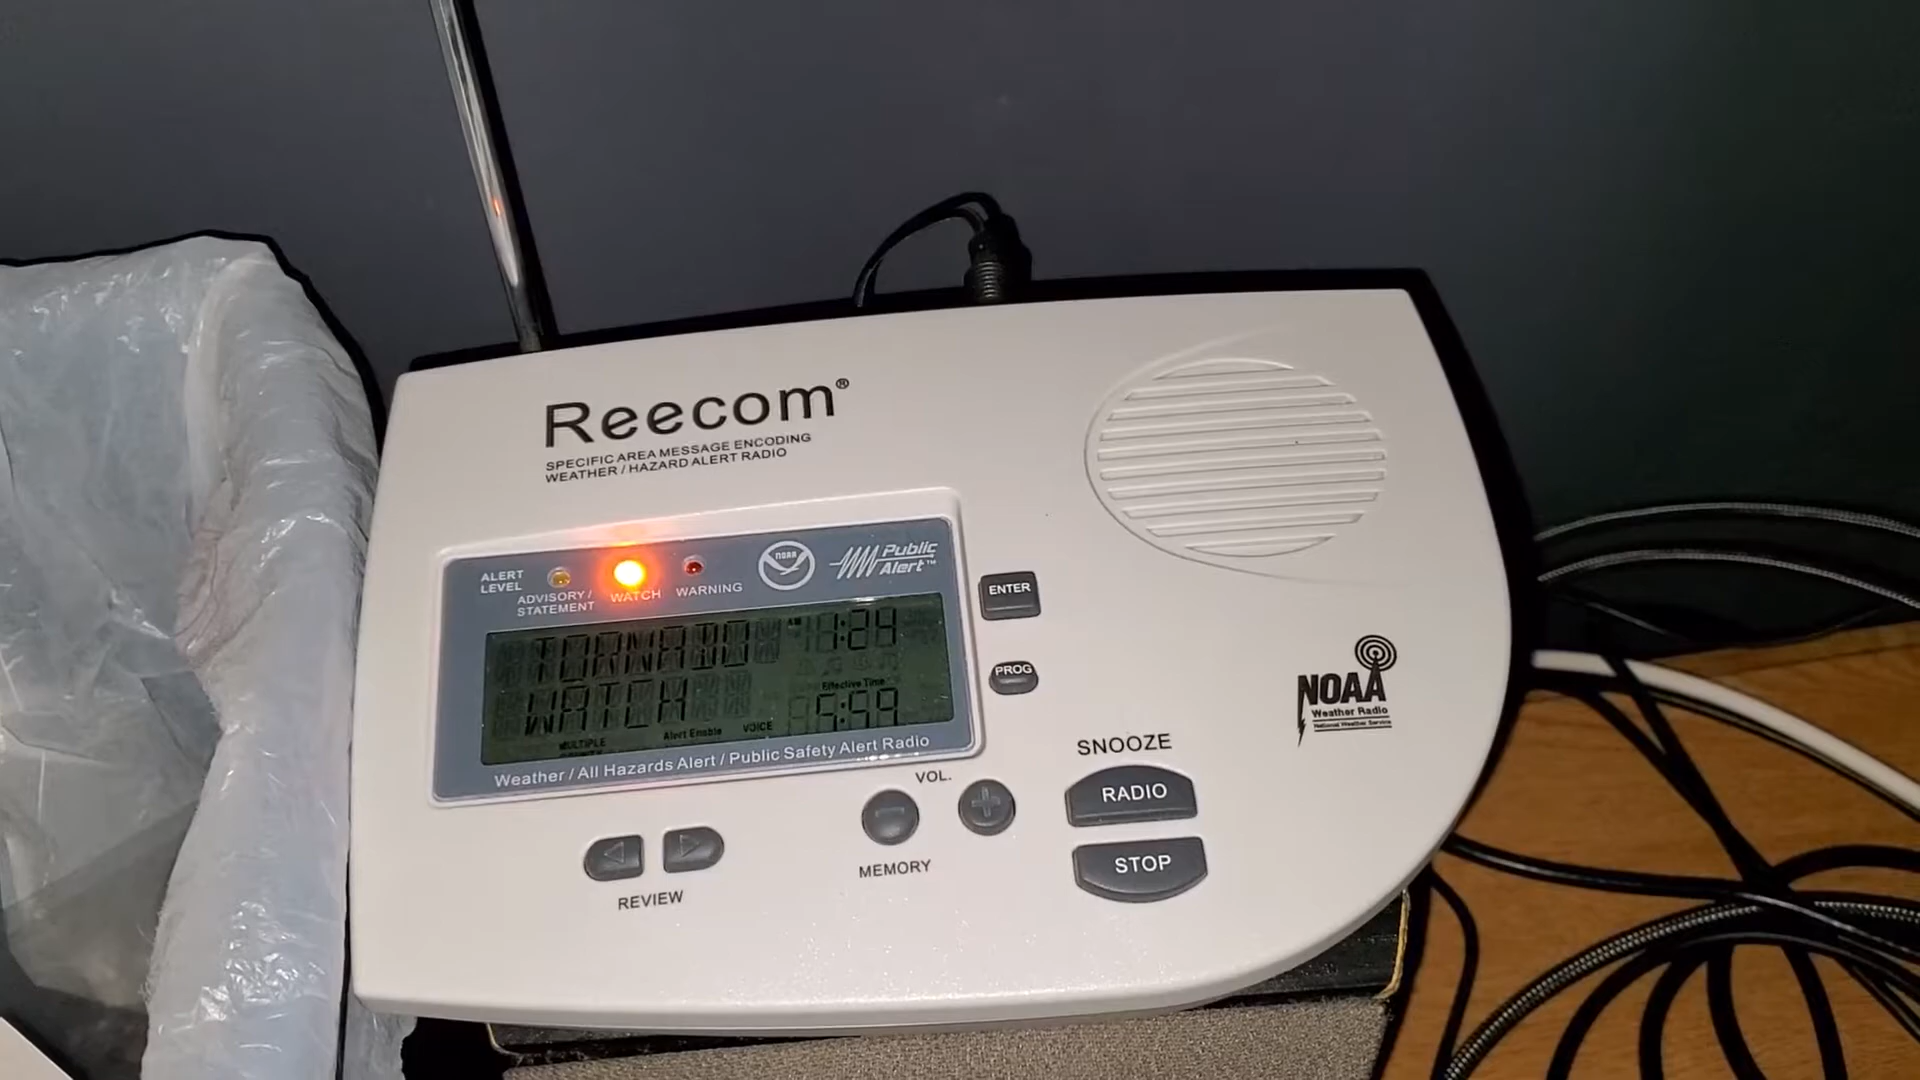 Reecom®
SPECIFIC AREA MESSAGE ENCODING
WEATHER / HAZARD ALERT RADIO
ALERT
LEVEL
ADVISORY /
STATEMENT
WATCH
WARNING
NOAA
Public
Alert™
TORNADO
AM 1:24
WATCH
Effective Time
5:59
MULTIPLE
Alert Enable
VOICE
Weather / All Hazards Alert / Public Safety Alert Radio
ENTER
PROG
NOAA
Weather Radio
National Weather Service
SNOOZE
RADIO
STOP
VOL.
MEMORY
REVIEW